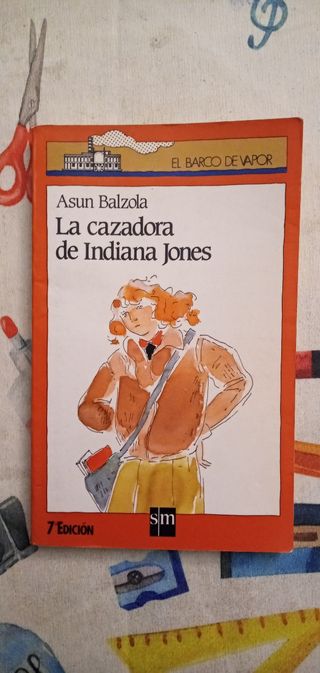 EL BARCO DE VAPOR
Asun Balzola
La cazadora
de Indiana Jones
7ª EDICIÓN
sm